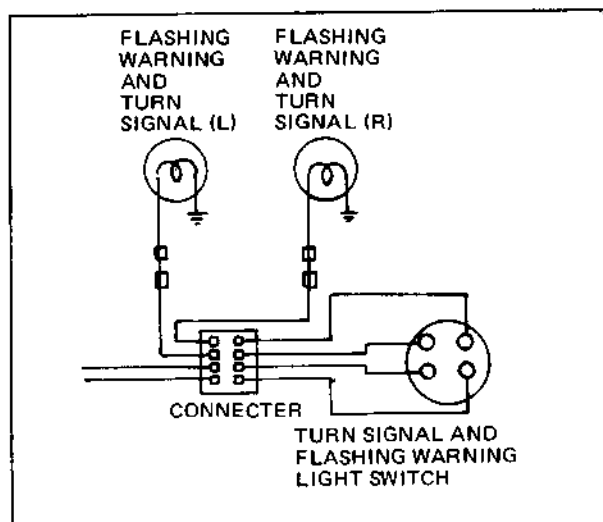 FLASHING
WARNING
AND
TURN
SIGNAL (L)
FLASHING
WARNING
AND
TURN
SIGNAL (R)
CONNECTER
TURN SIGNAL AND
FLASHING WARNING
LIGHT SWITCH